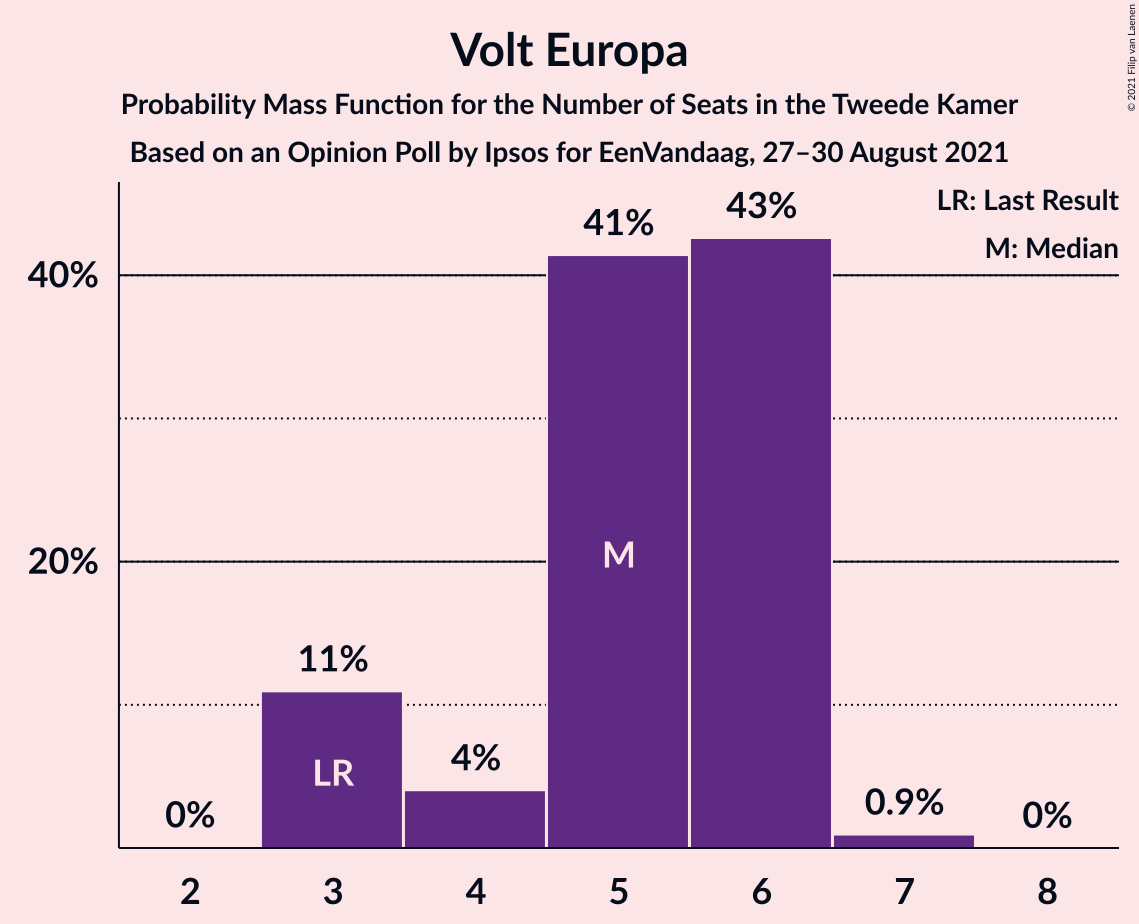 Volt Europa
Probability Mass Function for the Number of Seats in the Tweede Kamer
Based on an Opinion Poll by Ipsos for EenVandaag, 27–30 August 2021
© 2021 Filip van Laenen
LR: Last Result
M: Median
43%
41%
40%
M
20%
11%
LR
4%
0.9%
0%
0%
2 3 4 5 6 7 8